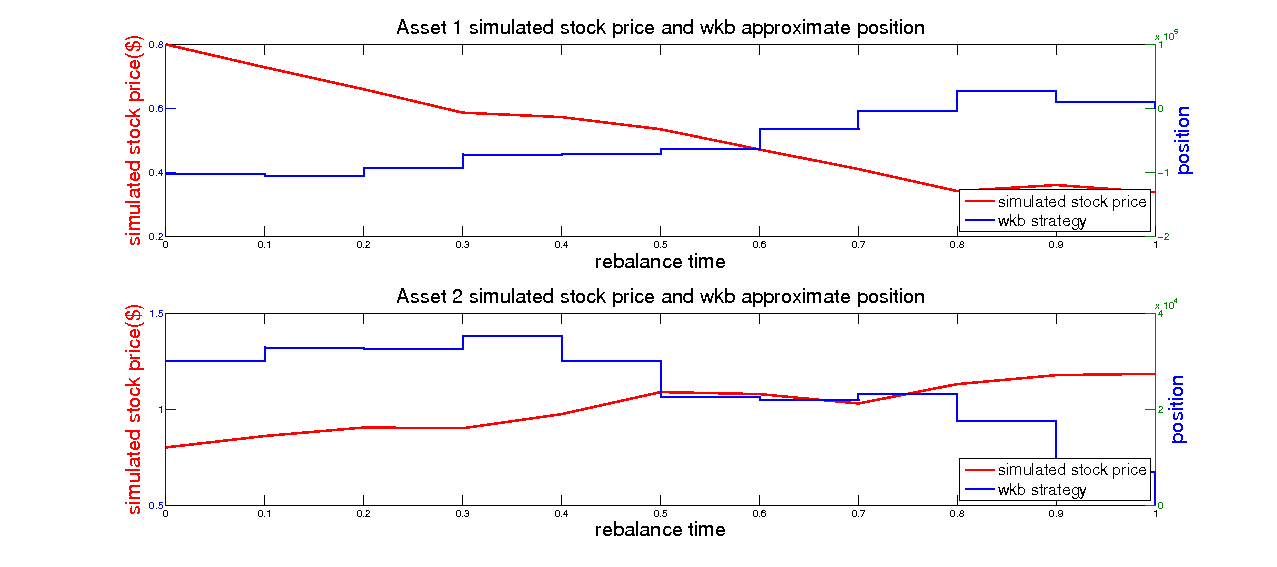 Asset 1 simulated stock price and wkb approximate position
x 10^5
simulated stock price($)
0.8
0.6
0.4
0.2
1
0
-1
-2
position
simulated stock price
wkb strategy
0 0.1 0.2 0.3 0.4 0.5 0.6 0.7 0.8 0.9 1
rebalance time
Asset 2 simulated stock price and wkb approximate position
x 10^4
simulated stock price($)
1.5
1
0.5
4
2
0
position
simulated stock price
wkb strategy
0 0.1 0.2 0.3 0.4 0.5 0.6 0.7 0.8 0.9 1
rebalance time